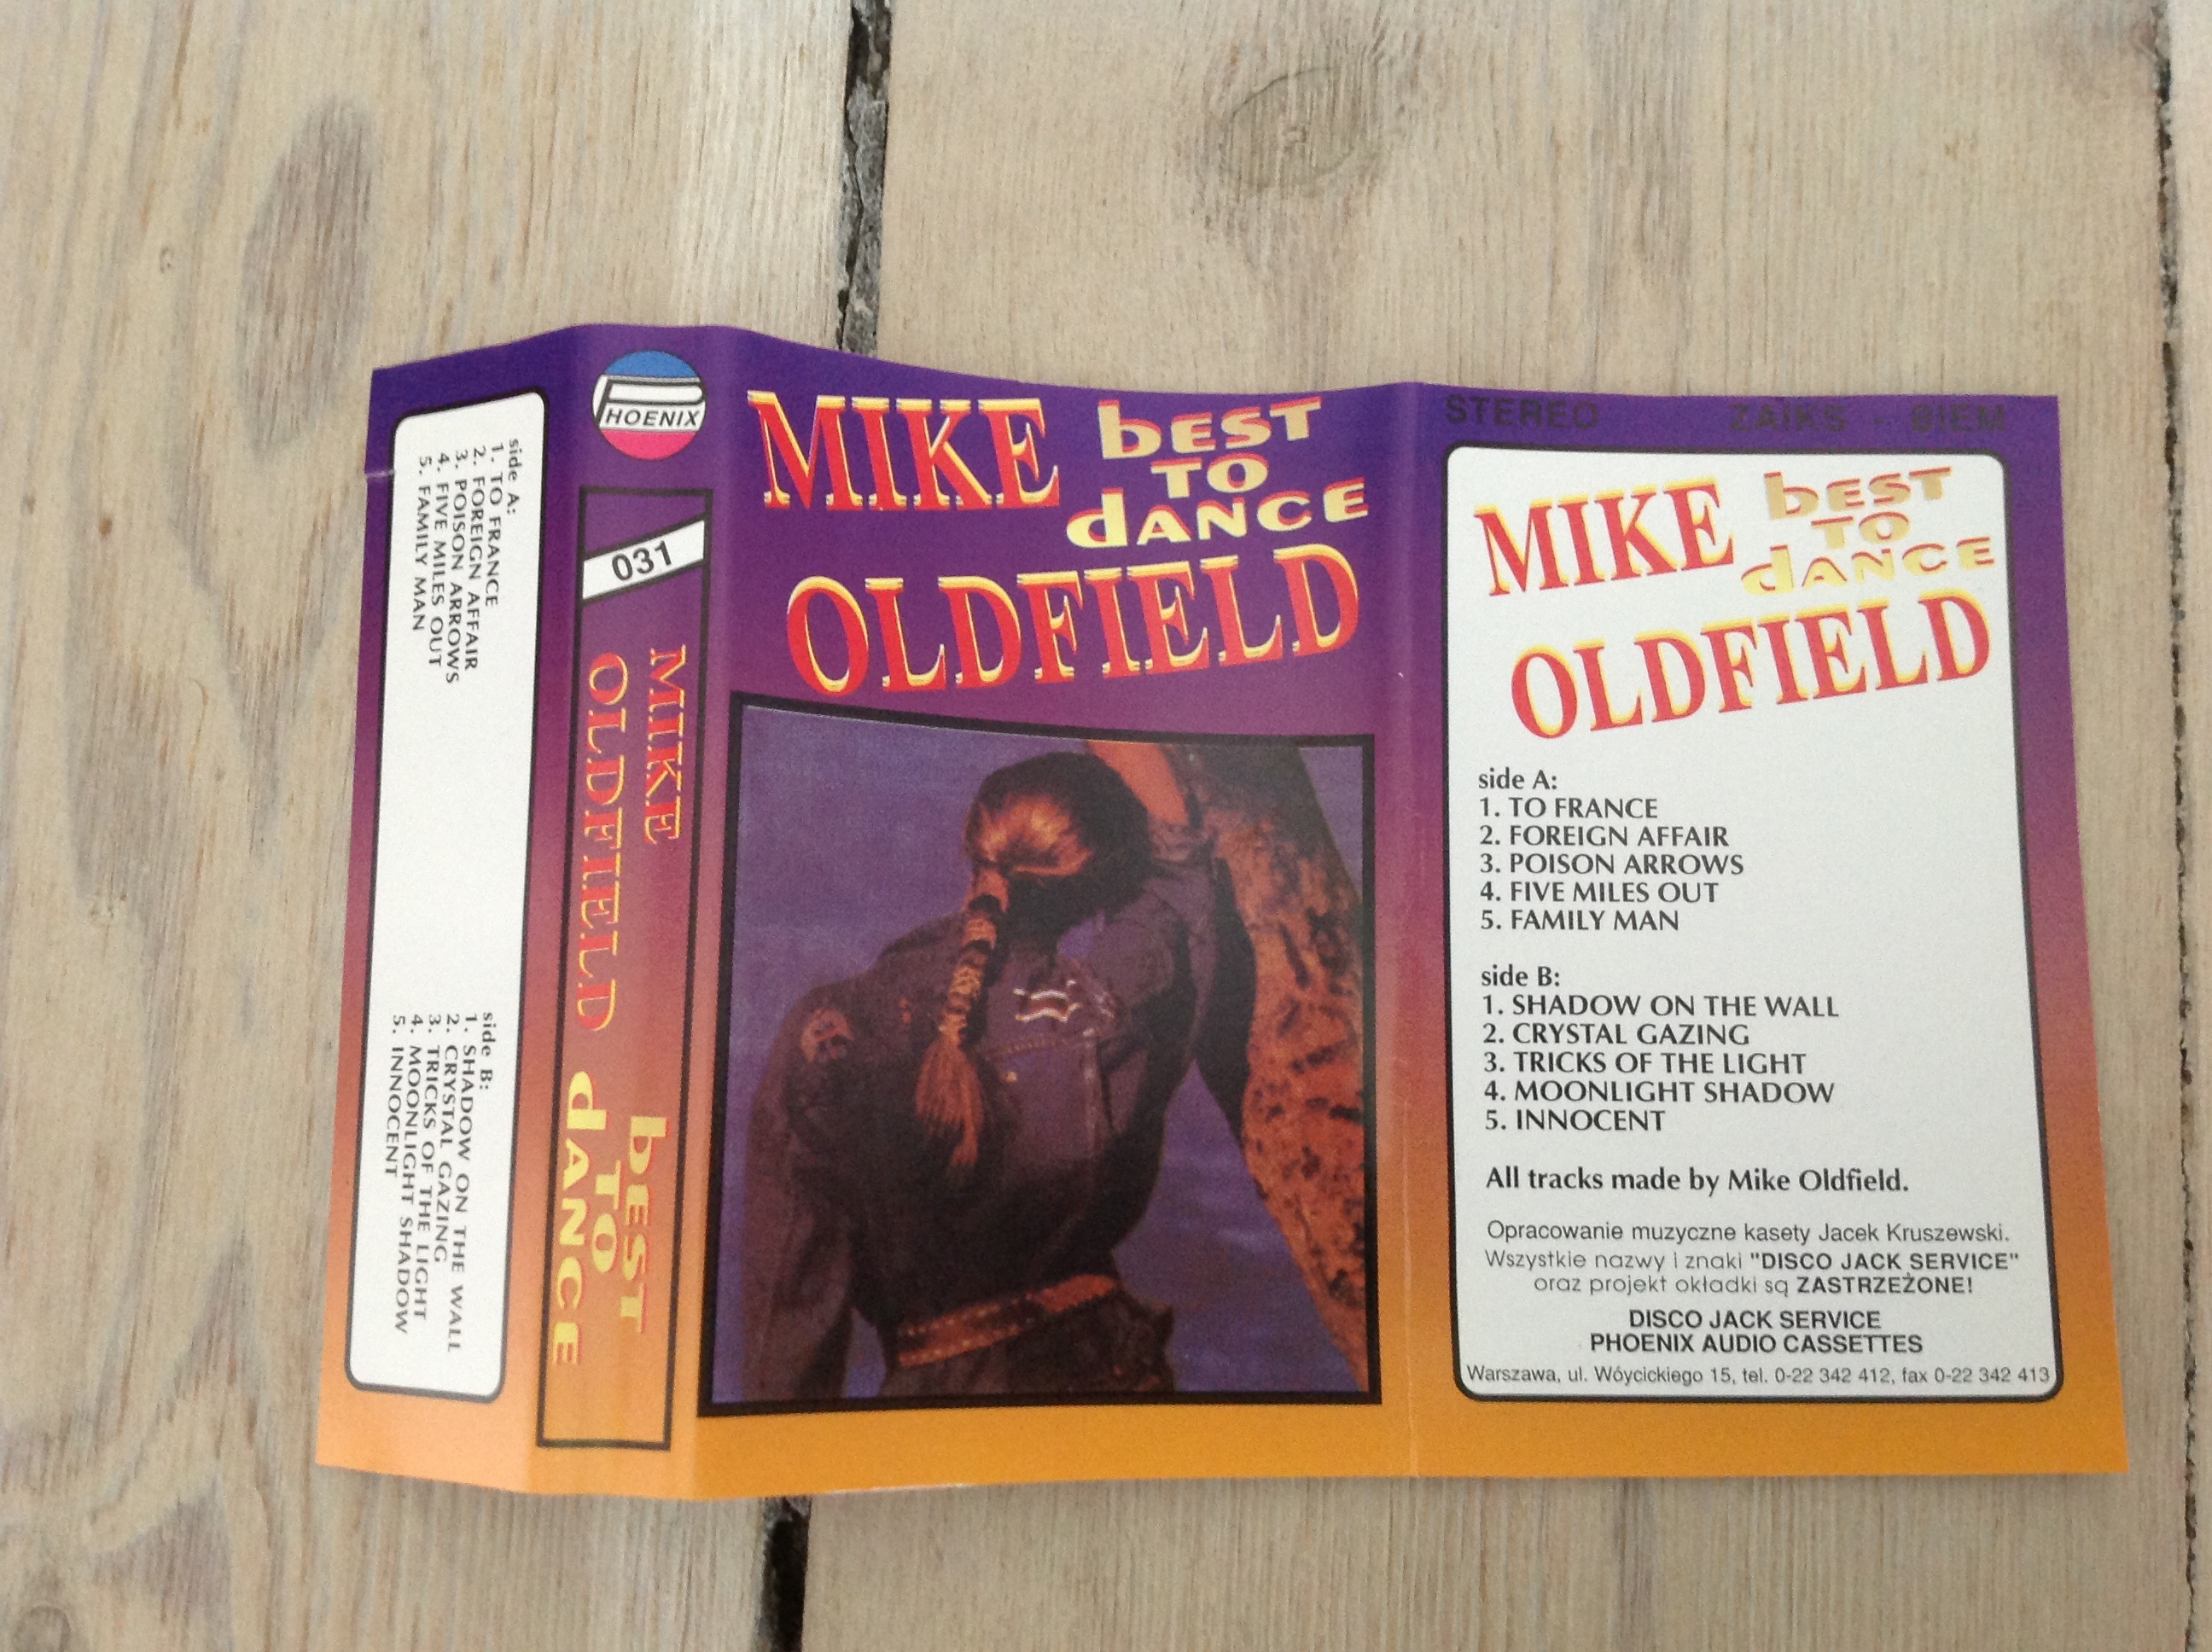 side A:
1. TO FRANCE
2. FOREIGN AFFAIR
3. POISON ARROWS
4. FIVE MILES OUT
5. FAMILY MAN
side B:
1. SHADOW ON THE WALL
2. CRYSTAL GAZING
3. TRICKS OF THE LIGHT
4. MOONLIGHT SHADOW
5. INNOCENT
PHOENIX
031
MIKE
OLDFIELD
bEST
TO
dANCE
MIKE
bEST
TO
dANCE
OLDFIELD
STEREO ZAIKS - BIEM
MIKE
bEST
TO
dANCE
OLDFIELD
side A:
1. TO FRANCE
2. FOREIGN AFFAIR
3. POISON ARROWS
4. FIVE MILES OUT
5. FAMILY MAN
side B:
1. SHADOW ON THE WALL
2. CRYSTAL GAZING
3. TRICKS OF THE LIGHT
4. MOONLIGHT SHADOW
5. INNOCENT
All tracks made by Mike Oldfield.
Opracowanie muzyczne kasety Jacek Kruszewski.
Wszystkie nazwy i znaki "DISCO JACK SERVICE"
oraz projekt okładki są ZASTRZEŻONE!
DISCO JACK SERVICE
PHOENIX AUDIO CASSETTES
Warszawa, ul. Wóycickiego 15, tel. 0-22 342 412, fax 0-22 342 413